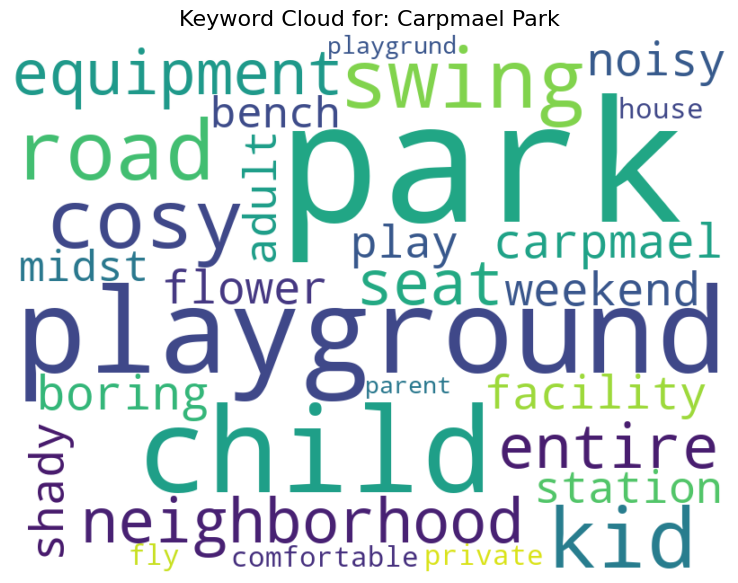 Keyword Cloud for: Carpmael Park
playgrund
equipment
swing
noisy
bench
house
road
adult
park
cosy
play
carpmael
midst
flower
seat
weekend
playground
boring
parent
facility
child
shady
entire
station
neighborhood
kid
fly
comfortable
private